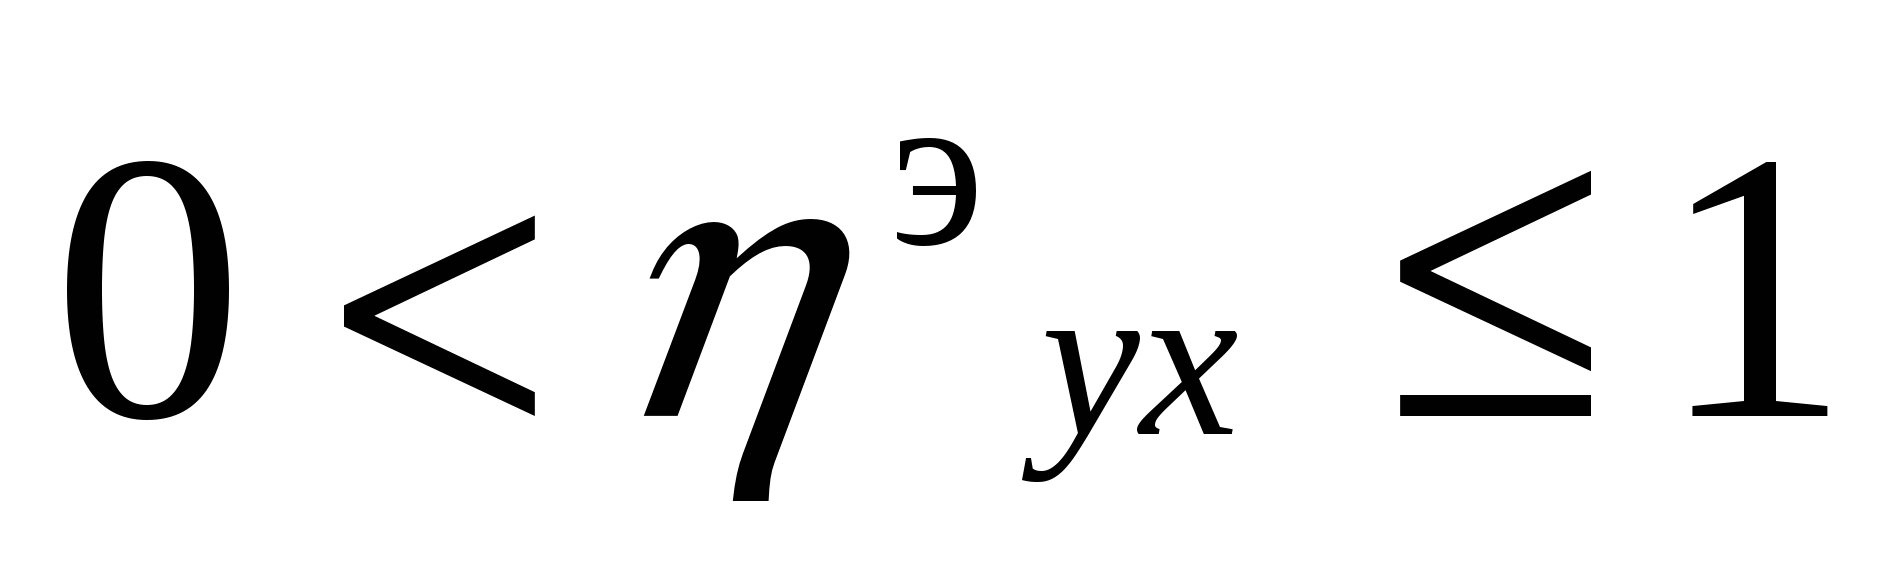 0 < η^э_yx ≤ 1